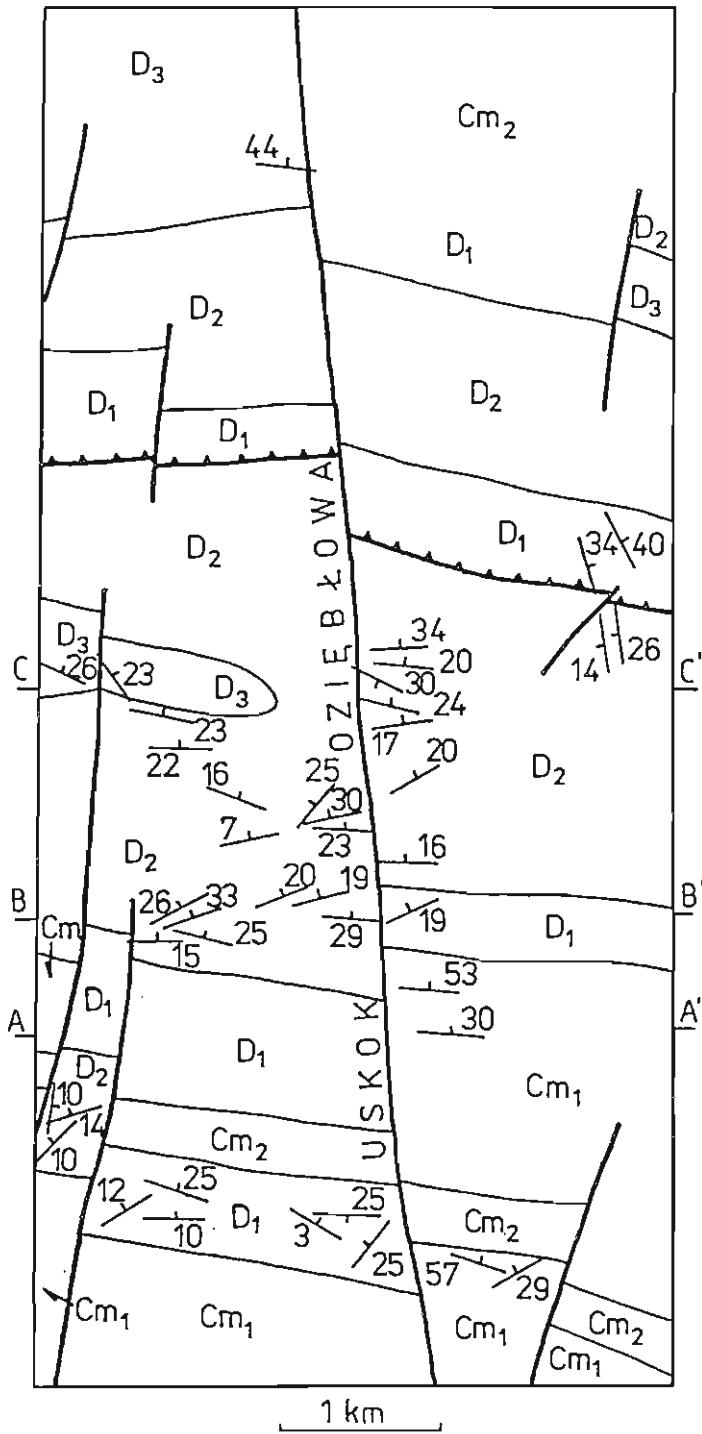 D₃
Cm₂
44
D₂
D₁
D₃
D₂
D₂
D₁
D₁
D₁
34
40
D₂
34
D₃
26
23
D₃
20
14
26
C
C'
30
23
24
22
17
D₂
16
25
20
30
7
23
16
D₂
20
19
B
26
33
B'
Cm
25
29
19
D₁
15
53
D₁
A
A'
D₁
30
D₂
Cm₁
10
14
Cm₂
10
25
12
D₁
25
10
3
25
Cm₂
57
29
Cm₁
Cm₁
Cm₁
Cm₂
Cm₁
USKOK OZIĘBŁOWA
1 km